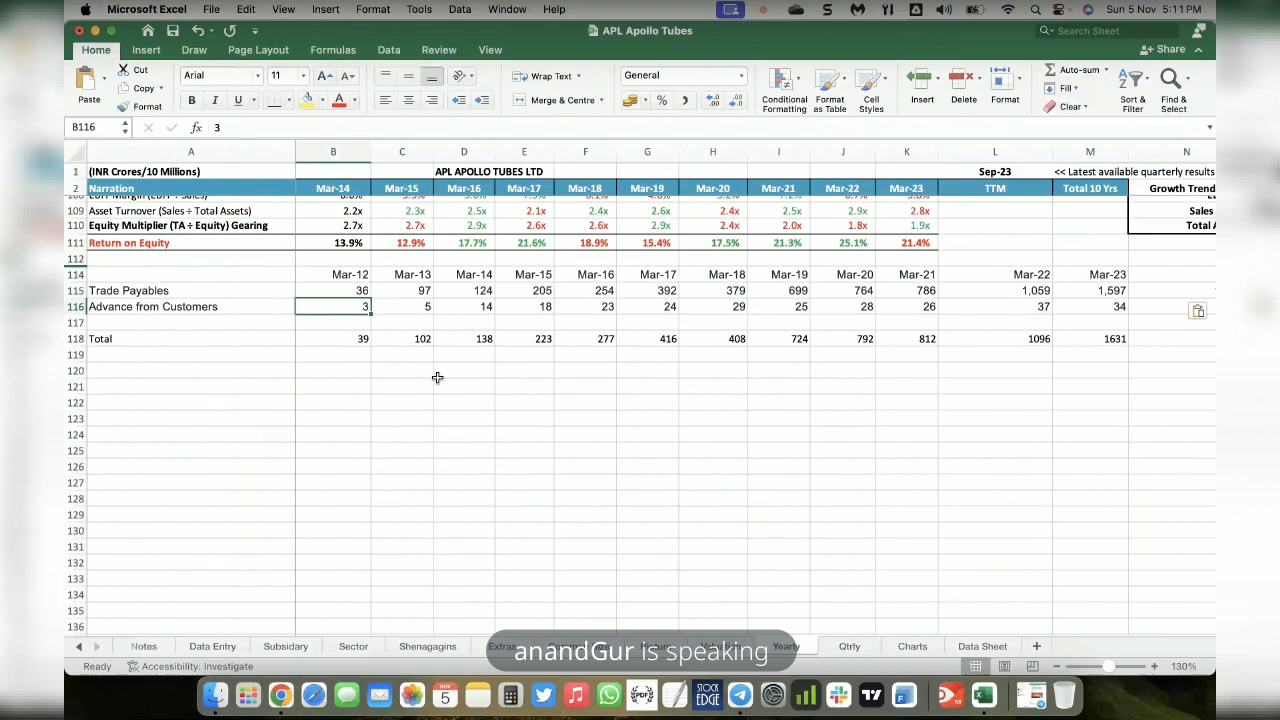 Microsoft Excel File Edit View Insert Format Tools Data Window Help Sun 5 Nov 5:11 PM
APL Apollo Tubes Search Sheet
Home Insert Draw Page Layout Formulas Data Review View Share
Paste Cut Arial 11 Wrap Text General Auto-sum
Copy Fill
Format Merge & Centre Clear
Conditional Formatting Format as Table Cell Styles Insert Delete Format Sort & Filter Find & Select
B116 fx 3
A B C D E F G H I J K L M N
1 (INR Crores/10 Millions) APL APOLLO TUBES LTD Sep-23 << Latest available quarterly results
2 Narration Mar-14 Mar-15 Mar-16 Mar-17 Mar-18 Mar-19 Mar-20 Mar-21 Mar-22 Mar-23 TTM Total 10 Yrs Growth Trend
109 Asset Turnover (Sales ÷ Total Assets) 2.2x 2.3x 2.5x 2.1x 2.4x 2.6x 2.4x 2.5x 2.9x 2.8x Sales
110 Equity Multiplier (TA ÷ Equity) Gearing 2.7x 2.7x 2.9x 2.6x 2.6x 2.9x 2.4x 2.0x 1.8x 1.9x Total A
111 Return on Equity 13.9% 12.9% 17.7% 21.6% 18.9% 15.4% 17.5% 21.3% 25.1% 21.4%
112
114 Mar-12 Mar-13 Mar-14 Mar-15 Mar-16 Mar-17 Mar-18 Mar-19 Mar-20 Mar-21 Mar-22 Mar-23
115 Trade Payables 36 97 124 205 254 392 379 699 764 786 1,059 1,597
116 Advance from Customers 3 5 14 18 23 24 29 25 28 26 37 34
117
118 Total 39 102 138 223 277 416 408 724 792 812 1096 1631
119
120
121
122
123
124
125
126
127
128
129
130
131
132
133
134
135
136
Notes Data Entry Subsidary Sector Shenagagins Extras Yearly Qtrly Charts Data Sheet
anandGur is speaking
Ready Accessibility: Investigate 130%
NOV 5 STOCK EDGE